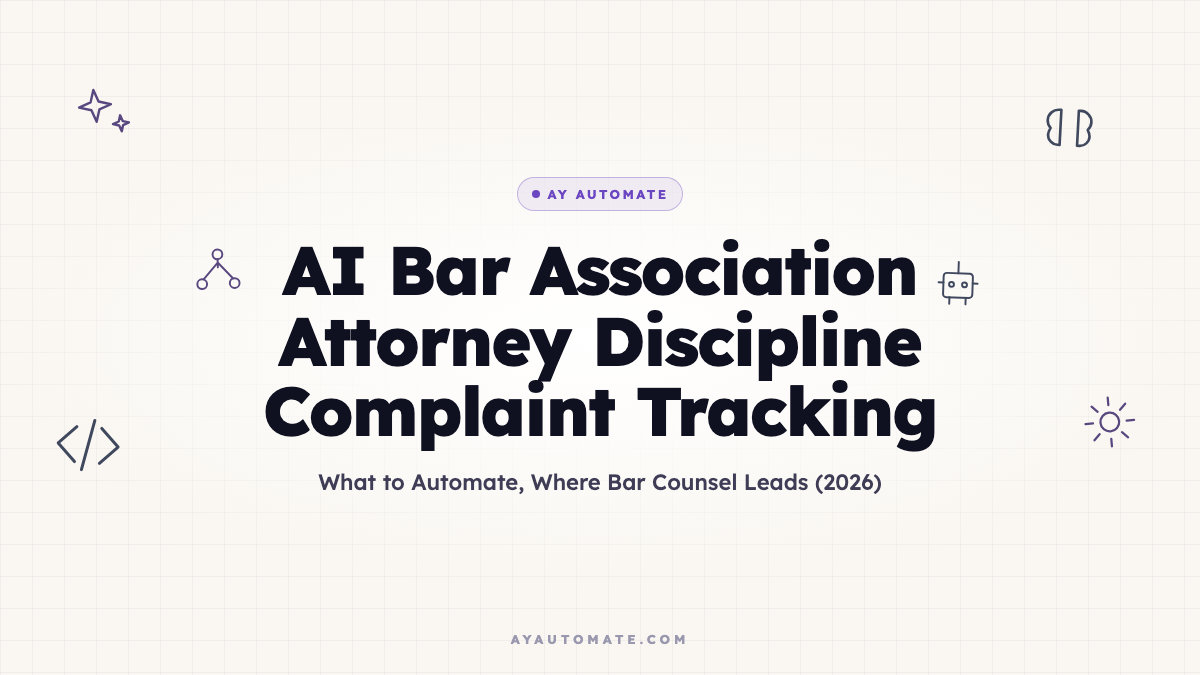 AY AUTOMATE
AI Bar Association
Attorney Discipline
Complaint Tracking
What to Automate, Where Bar Counsel Leads (2026)
AYAUTOMATE.COM